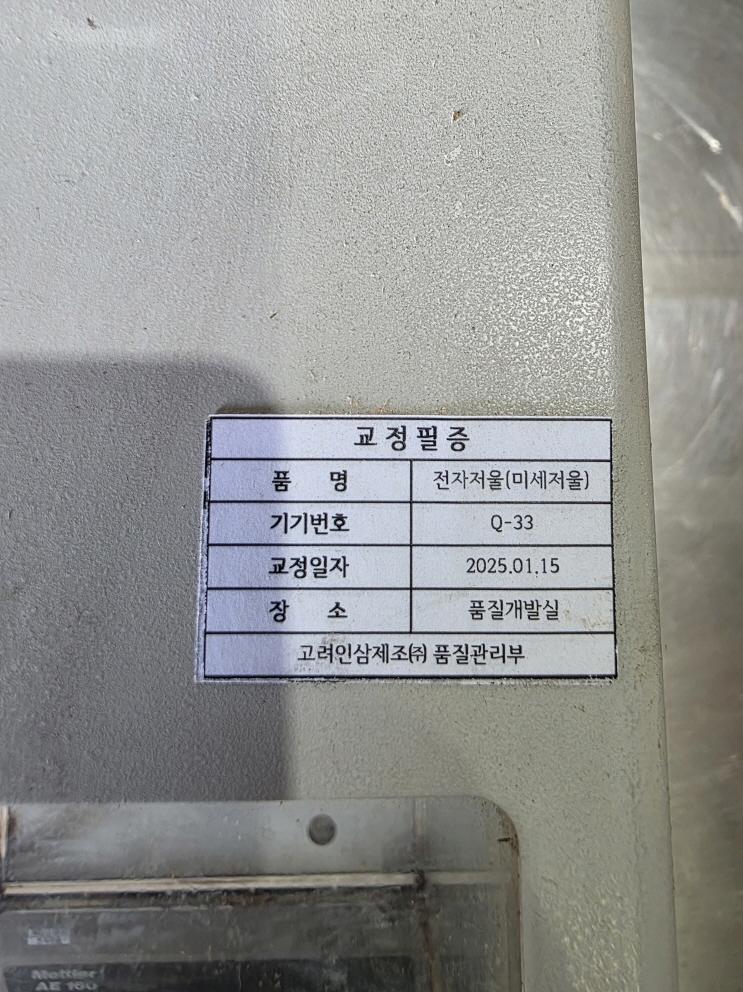 교정필증
품 명 전자저울(미세저울)
기기번호 Q-33
교정일자 2025.01.15
장 소 품질개발실
고려인삼제조㈜ 품질관리부
Mettler
AE 160